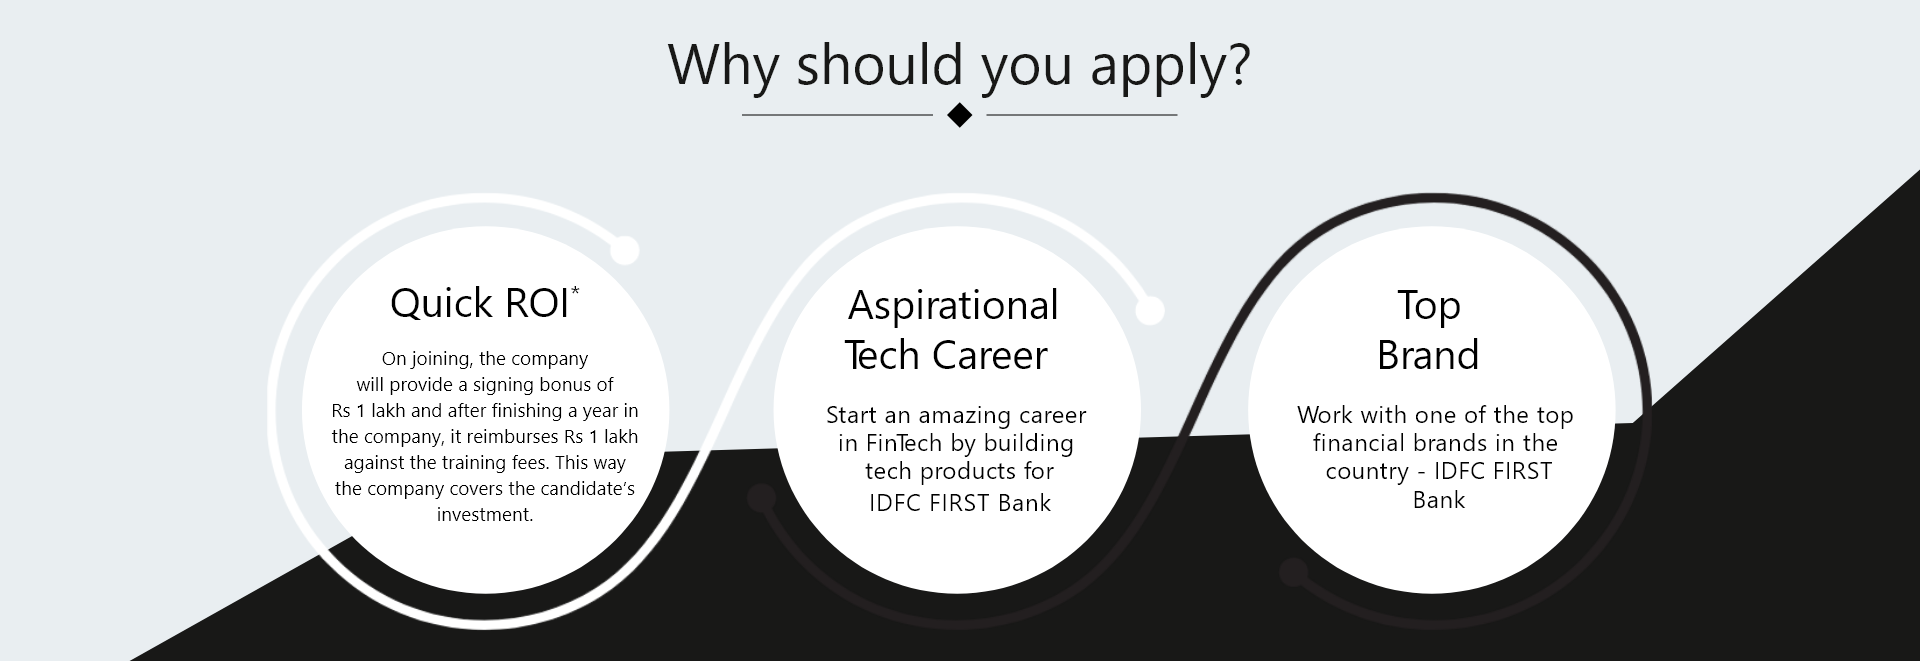 Why should you apply?
Quick ROI*
On joining, the company
will provide a signing bonus of
Rs 1 lakh and after finishing a year in
the company, it reimburses Rs 1 lakh
against the training fees. This way
the company covers the candidate's
investment.
Aspirational
Tech Career
Start an amazing career
in FinTech by building
tech products for
IDFC FIRST Bank
Top
Brand
Work with one of the top
financial brands in the
country - IDFC FIRST
Bank